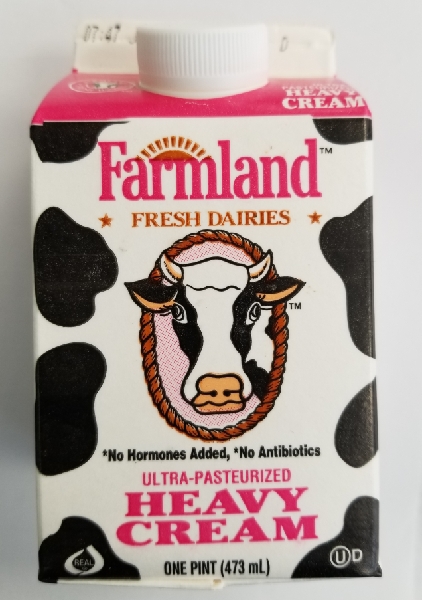 07:47
D
HEAVY
CREAM
Farmland™
★ FRESH DAIRIES ★
TM
*No Hormones Added, *No Antibiotics
ULTRA-PASTEURIZED
HEAVY
CREAM
REAL
ONE PINT (473 mL)
U D